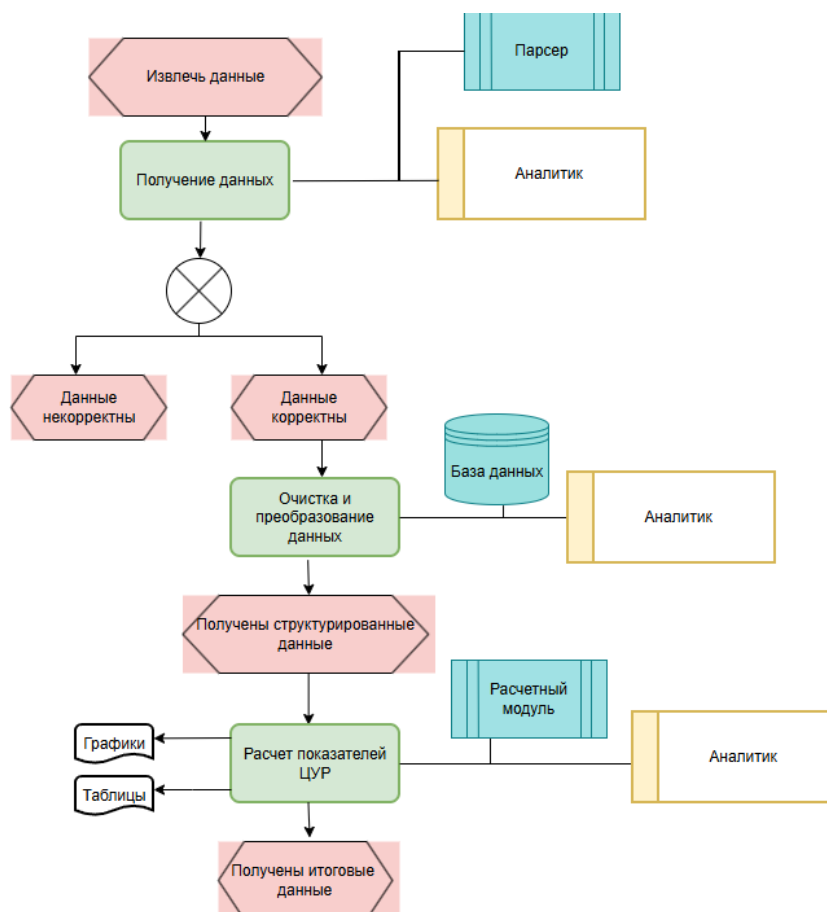 Парсер
Извлечь данные
Получение данных
Аналитик
Данные
некорректны
Данные
корректны
База данных
Очистка и
преобразование
данных
Аналитик
Получены структурированные
данные
Расчетный
модуль
Графики
Таблицы
Расчет показателей
ЦУР
Аналитик
Получены итоговые
данные